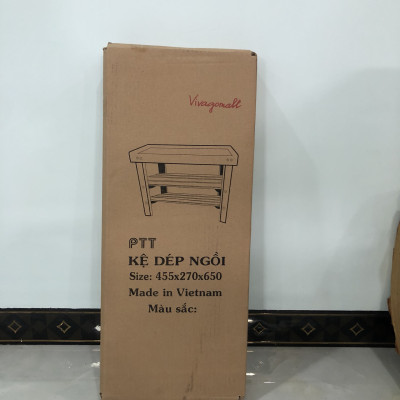 Vivagomall
PTT
KỆ DÉP NGỒI
Size: 455x270x650
Made in Vietnam
Màu sắc: